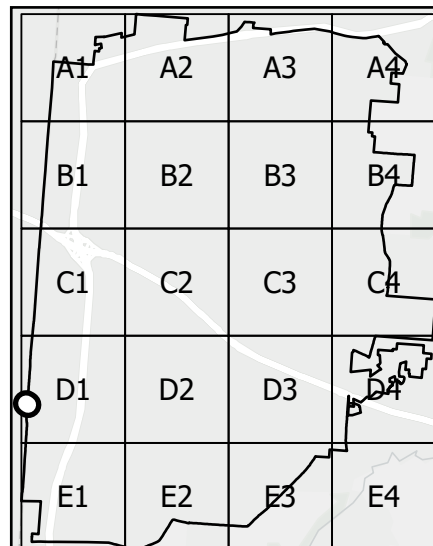 A1 A2 A3 A4
B1 B2 B3 B4
C1 C2 C3 C4
D1 D2 D3 D4
E1 E2 E3 E4